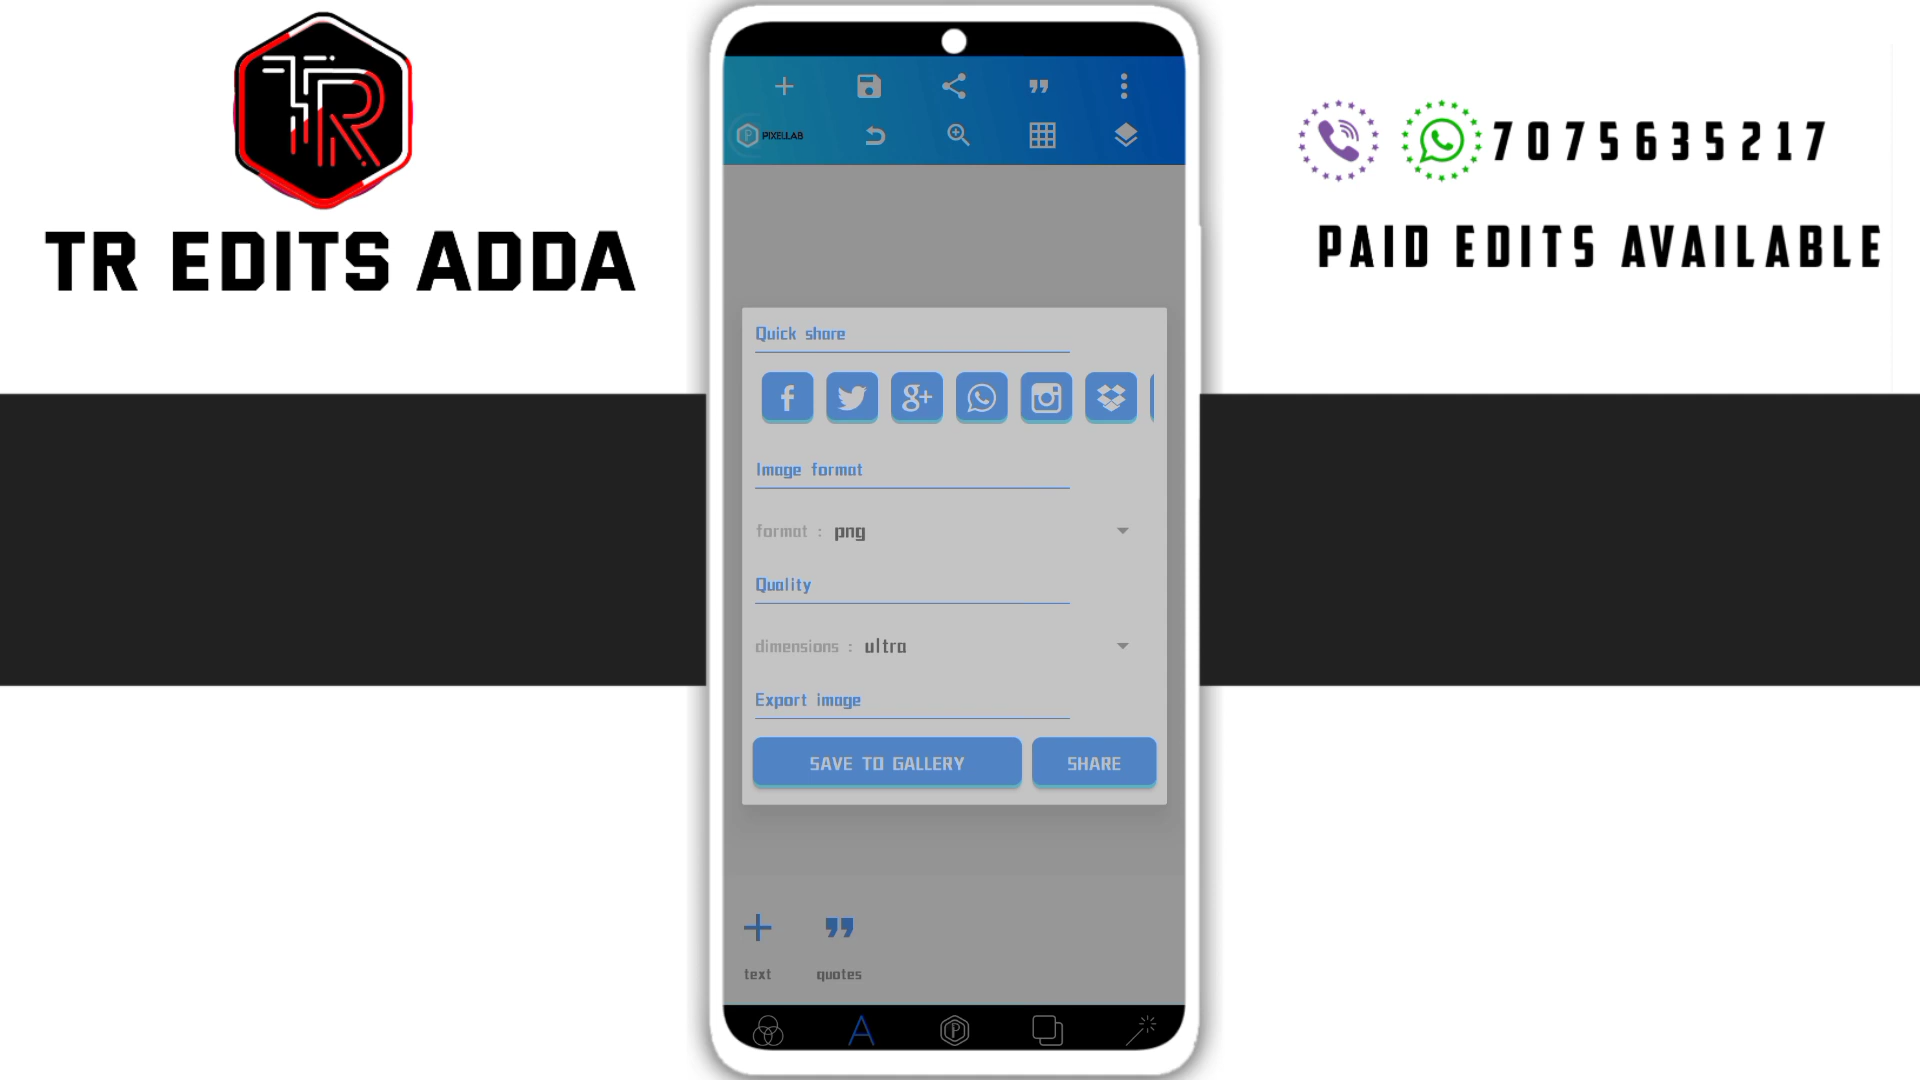 TR
TR EDITS ADDA
7075635217
PAID EDITS AVAILABLE
PIXELLAB
Quick share
Image format
format : png
Quality
dimensions : ultra
Export image
SAVE TO GALLERY
SHARE
text
quotes